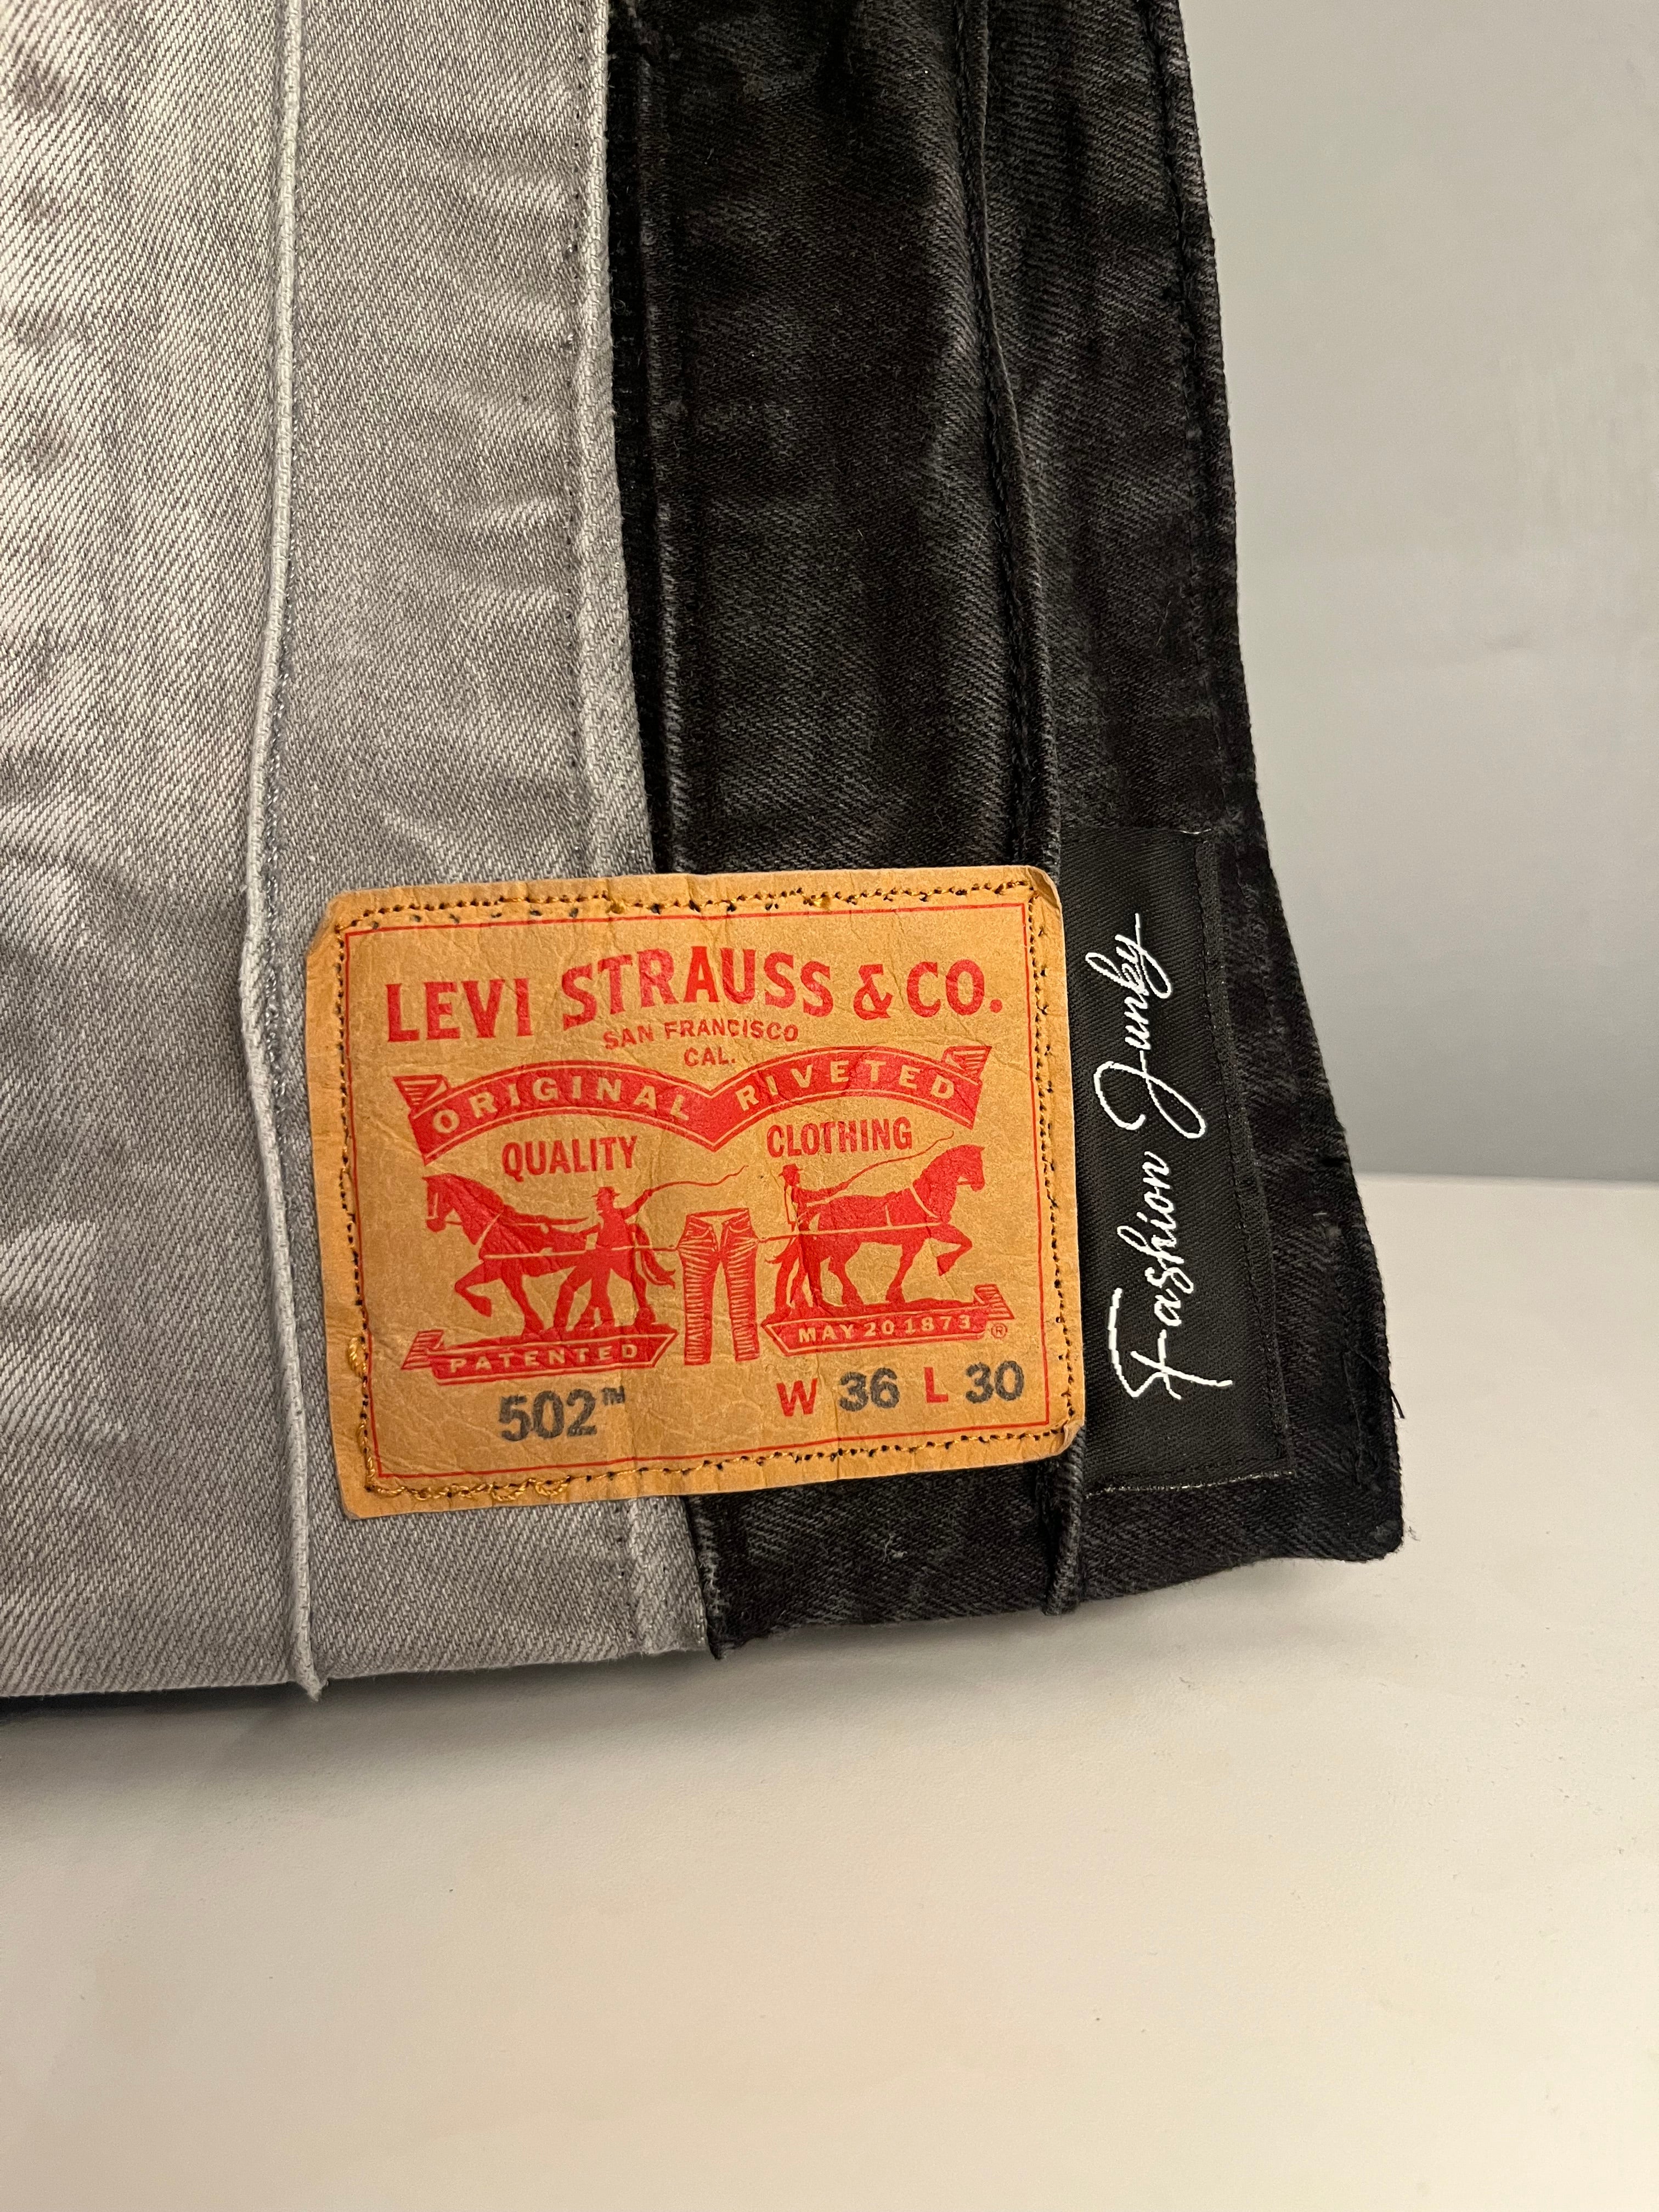 LEVI STRAUSS & CO.
SAN FRANCISCO
CAL.
ORIGINAL RIVETED
QUALITY CLOTHING
PATENTED MAY 20 1873 ®
502™ W 36 L 30
Fashion Junky